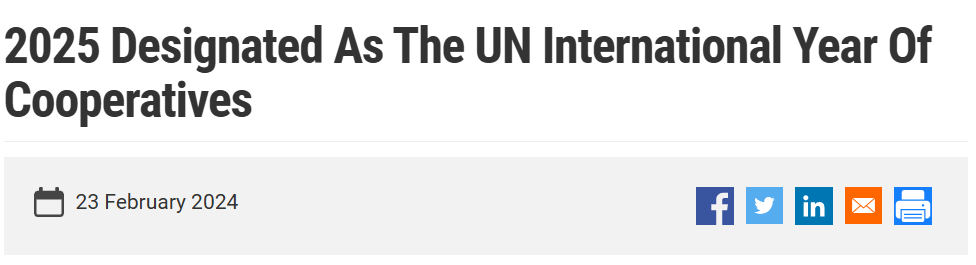 2025 Designated As The UN International Year Of
Cooperatives
23 February 2024